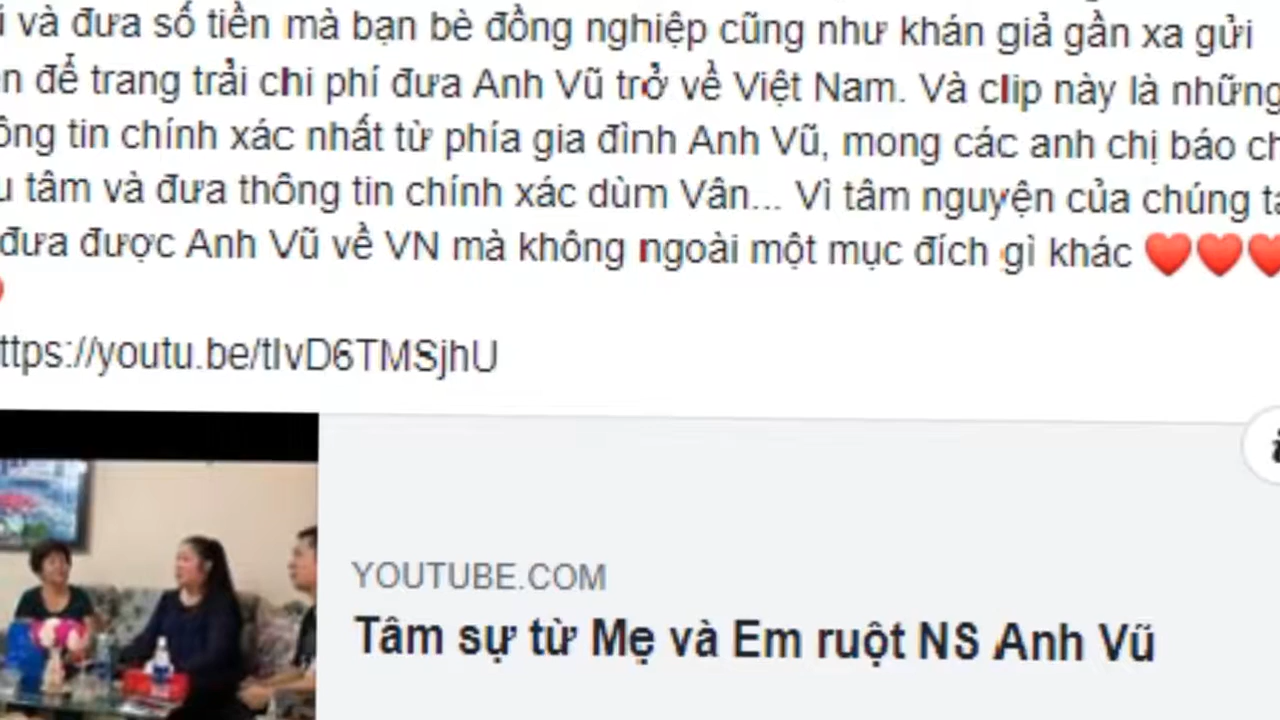 i và đưa số tiền mà bạn bè đồng nghiệp cũng như khán giả gần xa gửi
n để trang trải chi phí đưa Anh Vũ trở về Việt Nam. Và clip này là những
ông tin chính xác nhất từ phía gia đình Anh Vũ, mong các anh chị báo ch
u tâm và đưa thông tin chính xác dùm Vân... Vì tâm nguyện của chúng ta
đưa được Anh Vũ về VN mà không ngoài một mục đích gì khác ❤️❤️❤️
ttps://youtu.be/tIvD6TMSjhU
YOUTUBE.COM
Tâm sự từ Mẹ và Em ruột NS Anh Vũ